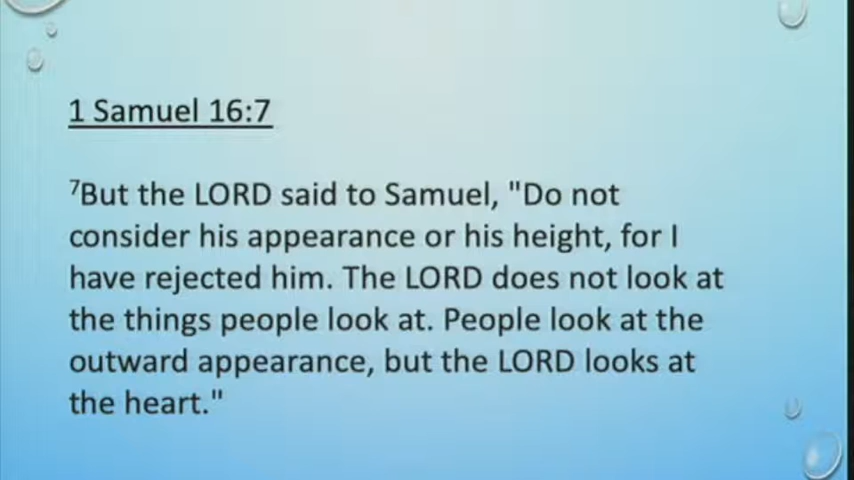 1 Samuel 16:7
⁷But the LORD said to Samuel, "Do not
consider his appearance or his height, for I
have rejected him. The LORD does not look at
the things people look at. People look at the
outward appearance, but the LORD looks at
the heart."